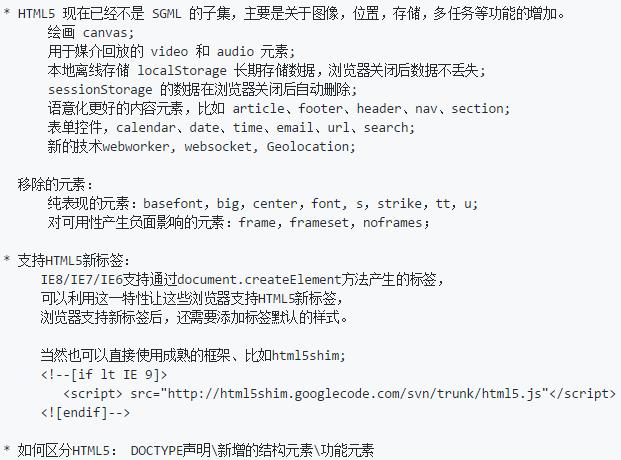 * HTML5 现在已经不是 SGML 的子集，主要是关于图像，位置，存储，多任务等功能的增加。
绘画 canvas;
用于媒介回放的 video 和 audio 元素;
本地离线存储 localStorage 长期存储数据，浏览器关闭后数据不丢失;
sessionStorage 的数据在浏览器关闭后自动删除;
语意化更好的内容元素，比如 article、footer、header、nav、section;
表单控件，calendar、date、time、email、url、search;
新的技术webworker, websocket, Geolocation;
移除的元素：
纯表现的元素：basefont，big，center，font, s，strike，tt，u;
对可用性产生负面影响的元素：frame，frameset，noframes；
* 支持HTML5新标签：
IE8/IE7/IE6支持通过document.createElement方法产生的标签，
可以利用这一特性让这些浏览器支持HTML5新标签，
浏览器支持新标签后，还需要添加标签默认的样式。
当然也可以直接使用成熟的框架、比如html5shim;
<!--[if lt IE 9]>
<script> src="http://html5shim.googlecode.com/svn/trunk/html5.js"</script>
<![endif]-->
* 如何区分HTML5： DOCTYPE声明\新增的结构元素\功能元素